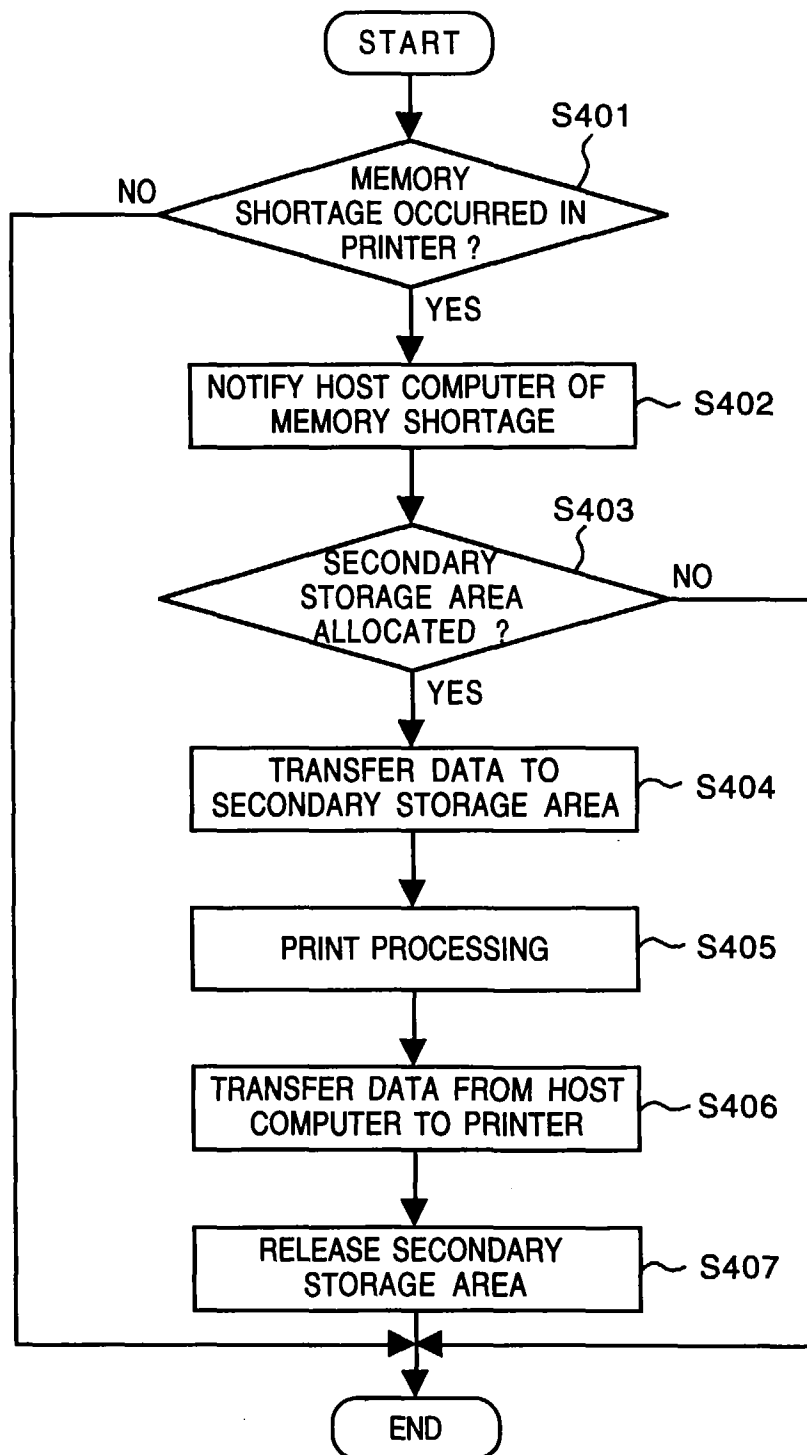 START
S401
NO
MEMORY
SHORTAGE OCCURRED IN
PRINTER ?
YES
NOTIFY HOST COMPUTER OF
MEMORY SHORTAGE
S402
S403
SECONDARY
STORAGE AREA
ALLOCATED ?
NO
YES
TRANSFER DATA TO
SECONDARY STORAGE AREA
S404
PRINT PROCESSING
S405
TRANSFER DATA FROM HOST
COMPUTER TO PRINTER
S406
RELEASE SECONDARY
STORAGE AREA
S407
END